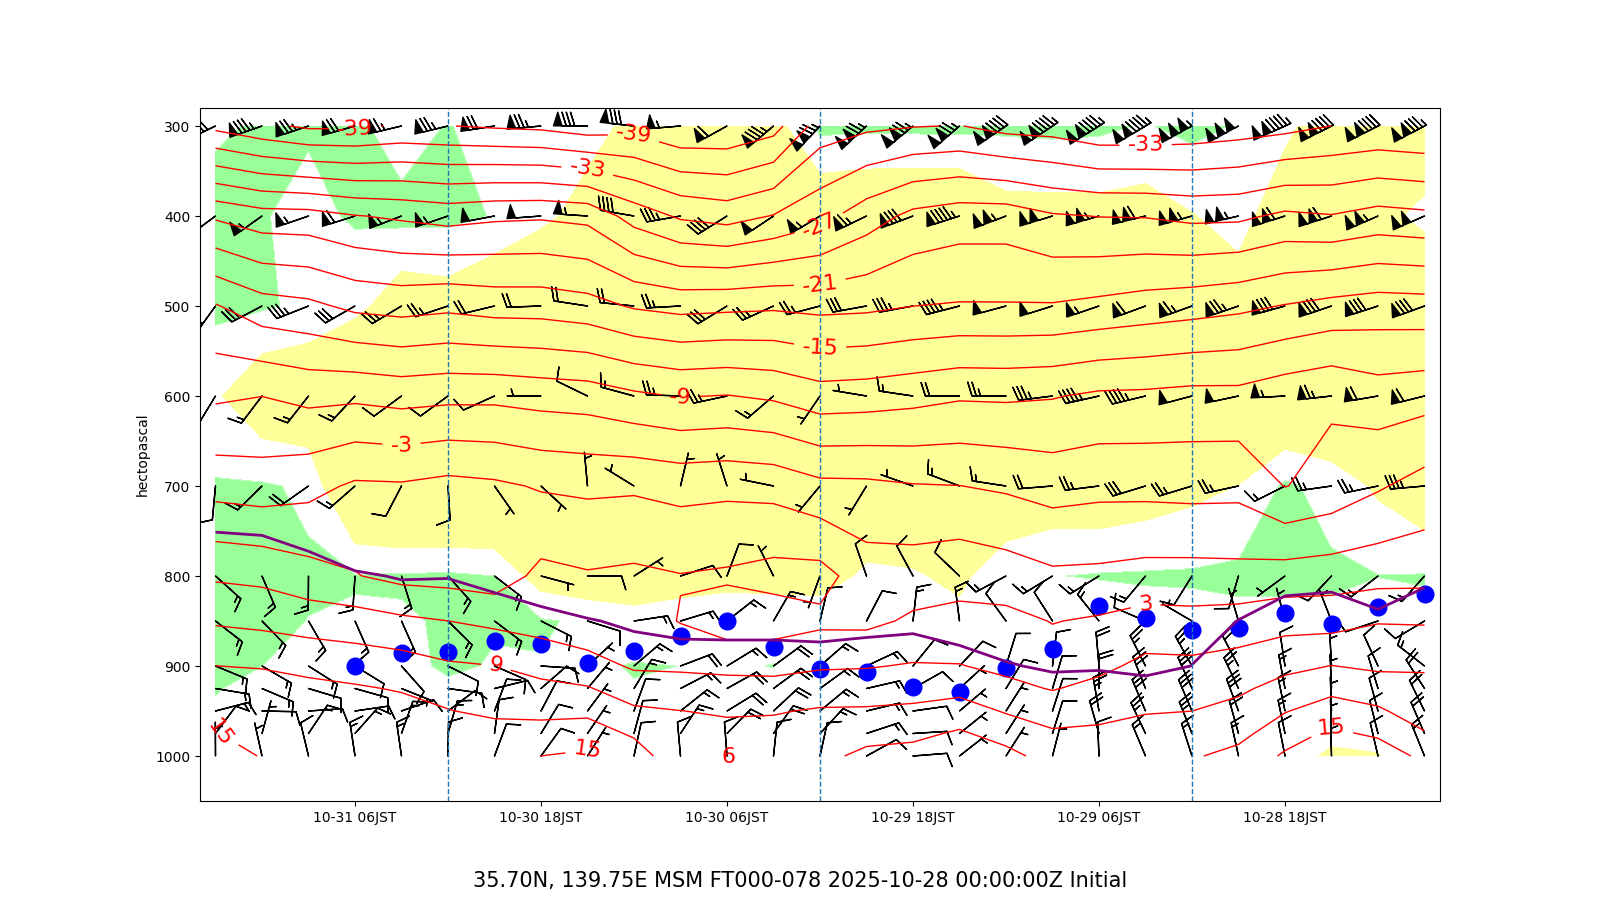 300
400
500
600
700
800
900
1000
hectopascal
-39
-39
-33
-33
-27
-21
-15
-9
-3
3
9
15
15
15
6
10-31 06JST
10-30 18JST
10-30 06JST
10-29 18JST
10-29 06JST
10-28 18JST
35.70N, 139.75E MSM FT000-078 2025-10-28 00:00:00Z Initial